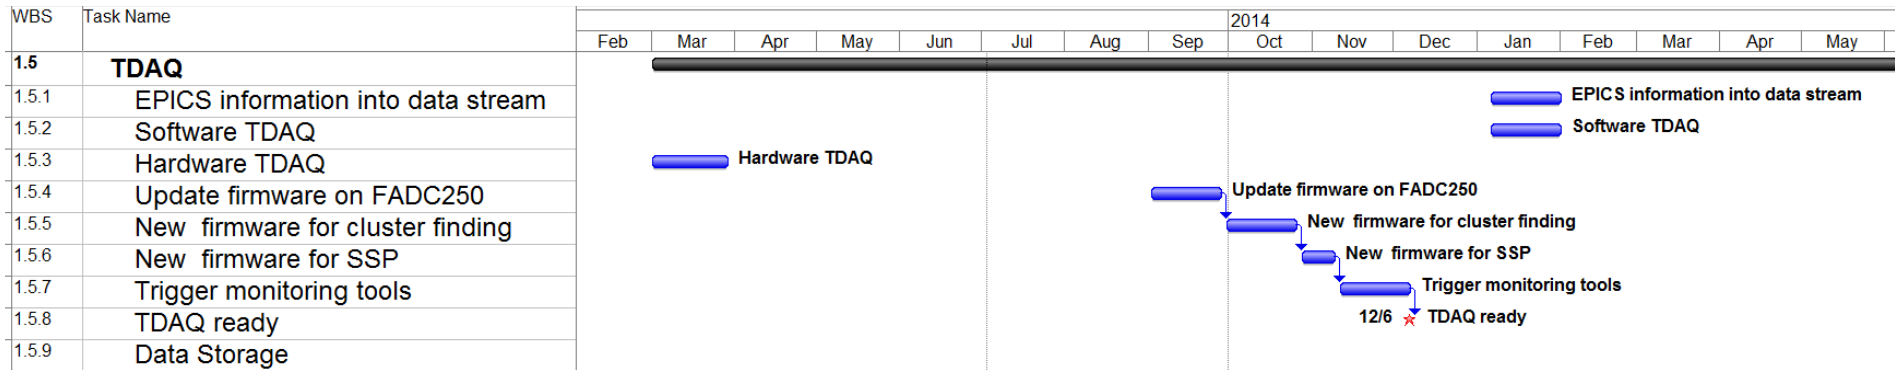 WBS Task Name
2014
Feb Mar Apr May Jun Jul Aug Sep Oct Nov Dec Jan Feb Mar Apr May
1.5 TDAQ
1.5.1 EPICS information into data stream EPICS information into data stream
1.5.2 Software TDAQ Software TDAQ
1.5.3 Hardware TDAQ Hardware TDAQ
1.5.4 Update firmware on FADC250 Update firmware on FADC250
1.5.5 New firmware for cluster finding New firmware for cluster finding
1.5.6 New firmware for SSP New firmware for SSP
1.5.7 Trigger monitoring tools Trigger monitoring tools
1.5.8 TDAQ ready 12/6 TDAQ ready
1.5.9 Data Storage